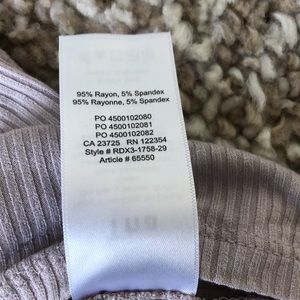 95% Rayon, 5% Spandex
95% Rayonne, 5% Spandex
PO 4500102080
PO 4500102081
PO 4500102082
CA 23725 RN 122354
Style # RDX3-1758-29
Article # 65550